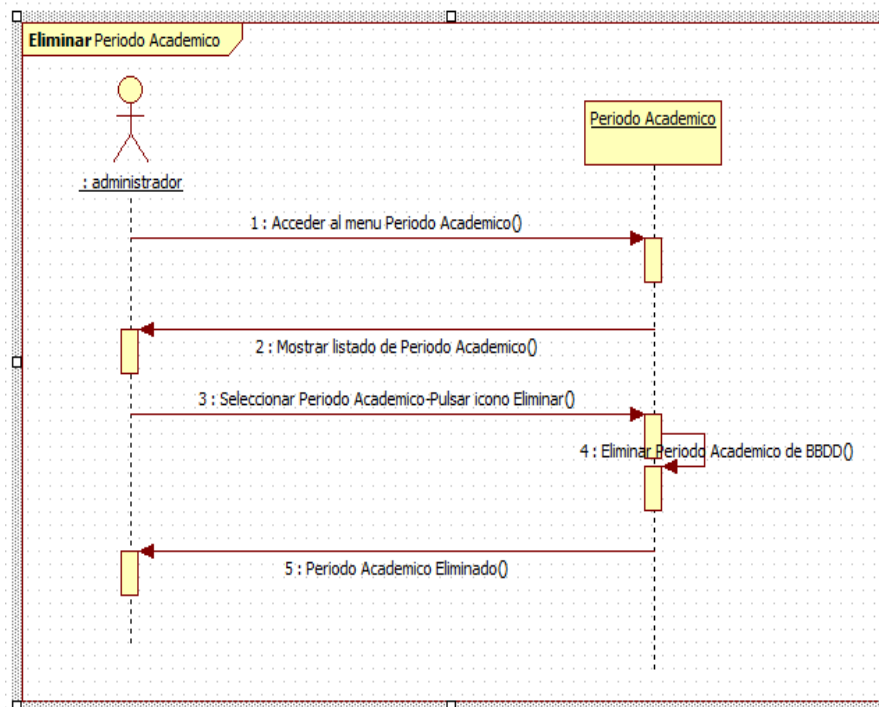 Eliminar Periodo Academico
: administrador
Periodo Academico
1 : Acceder al menu Periodo Academico()
2 : Mostrar listado de Periodo Academico()
3 : Seleccionar Periodo Academico-Pulsar icono Eliminar()
4 : Eliminar Periodo Academico de BBDD()
5 : Periodo Academico Eliminado()